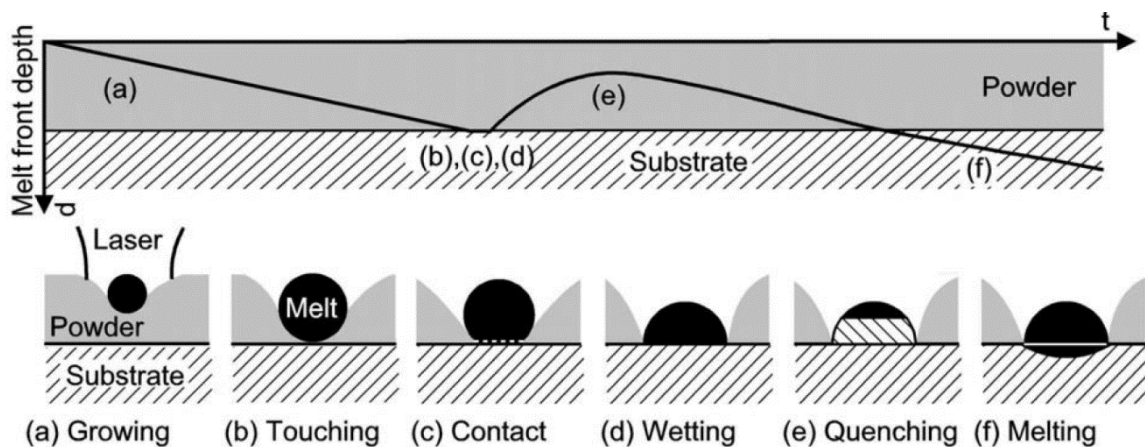 t
Melt front depth
d
(a)
(e)
Powder
(b),(c),(d)
Substrate
(f)
Laser
Powder
Substrate
Melt
(a) Growing
(b) Touching
(c) Contact
(d) Wetting
(e) Quenching
(f) Melting